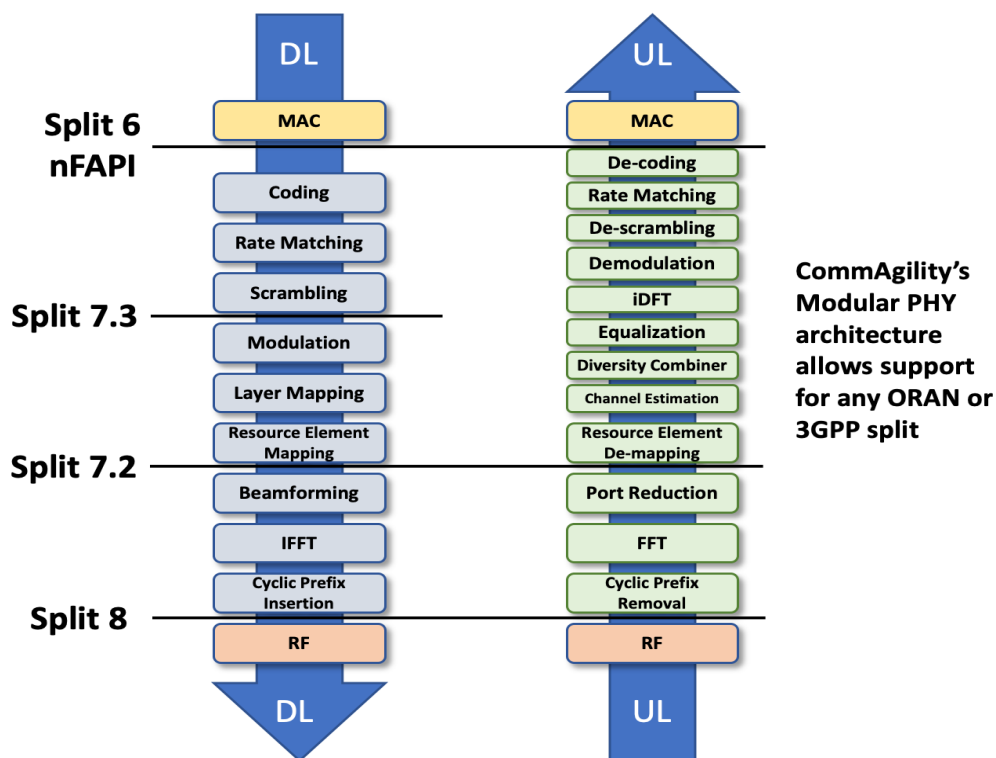 DL
UL
Split 6
nFAPI
MAC
MAC
De-coding
Coding
Rate Matching
De-scrambling
Rate Matching
Demodulation
Scrambling
iDFT
Split 7.3
Equalization
Modulation
Diversity Combiner
Layer Mapping
Channel Estimation
Resource Element
Mapping
Resource Element
De-mapping
Split 7.2
Beamforming
Port Reduction
IFFT
FFT
Cyclic Prefix
Insertion
Cyclic Prefix
Removal
Split 8
RF
RF
DL
UL
CommAgility’s
Modular PHY
architecture
allows support
for any ORAN or
3GPP split